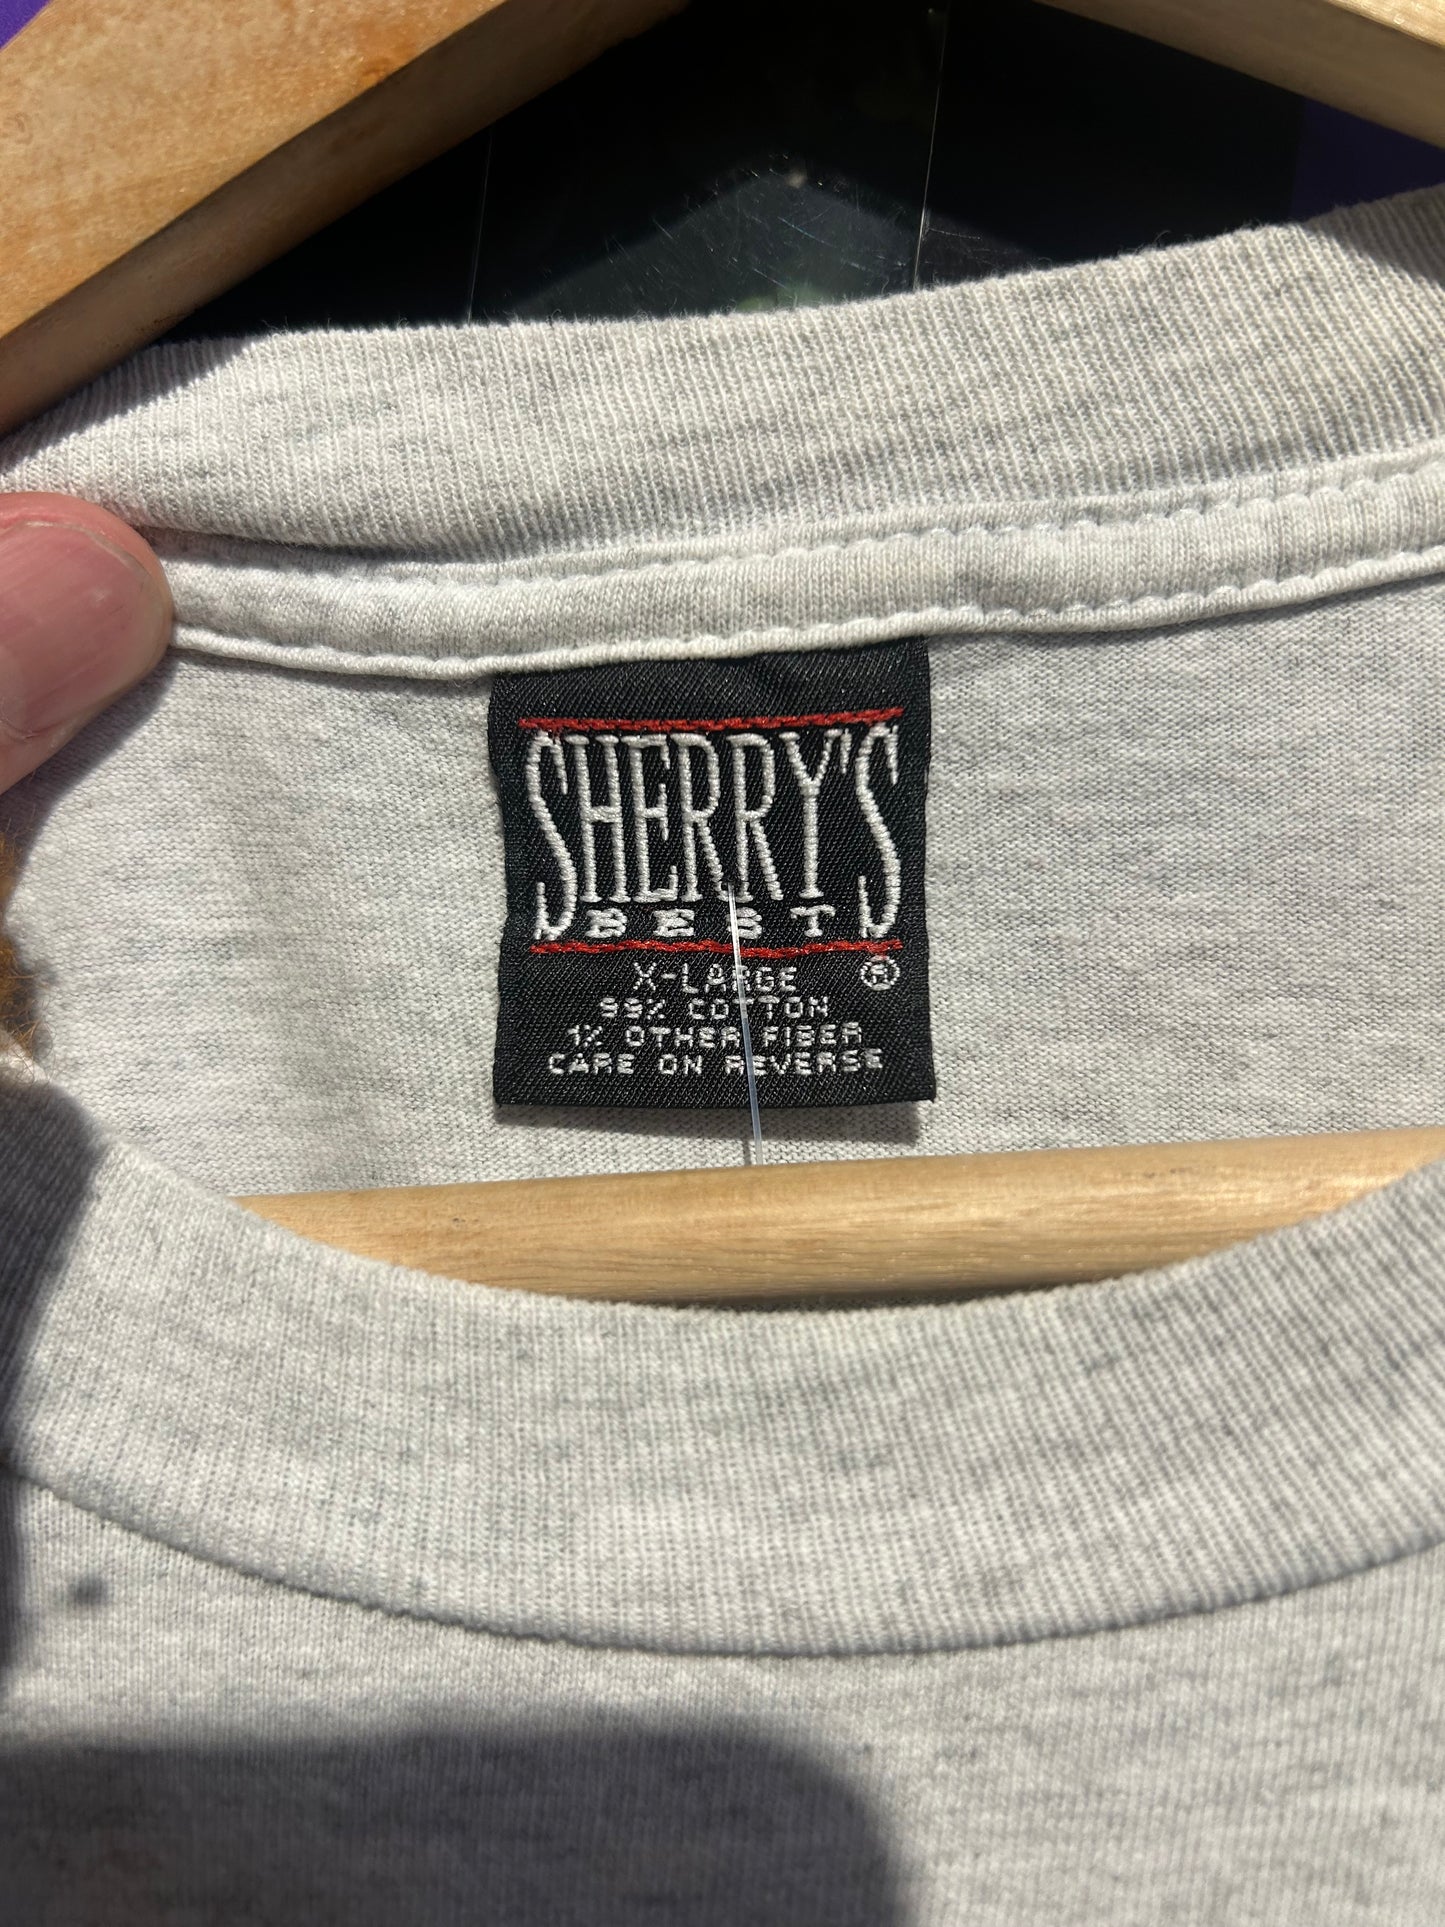 SHERRY'S
BEST
®
X-LARGE
99% COTTON
1% OTHER FIBER
CARE ON REVERSE